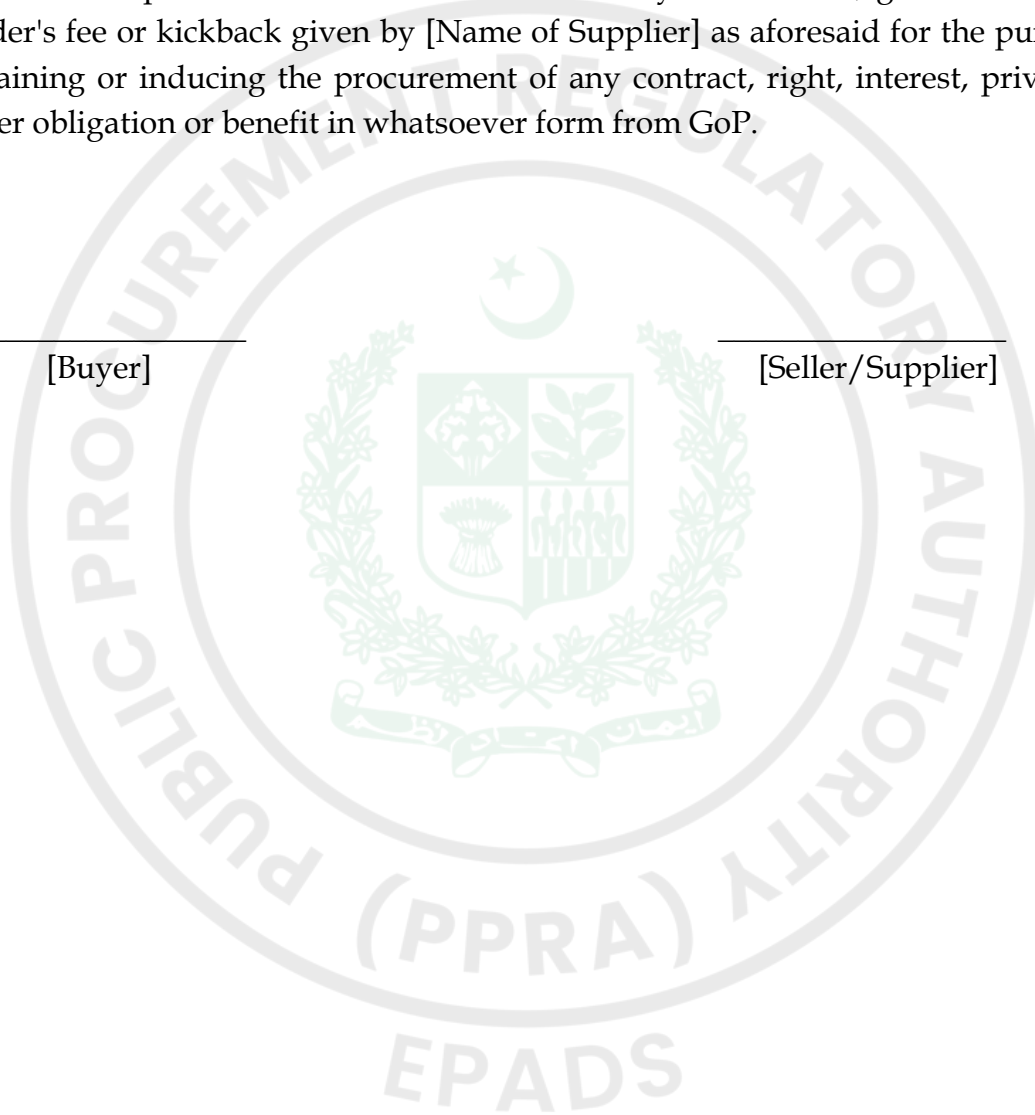 der's fee or kickback given by [Name of Supplier] as aforesaid for the pu
aining or inducing the procurement of any contract, right, interest, priv
er obligation or benefit in whatsoever form from GoP.
[Buyer] [Seller/Supplier]
PUBLIC PROCUREMENT REGULATORY AUTHORITY
(PPRA)
EPADS